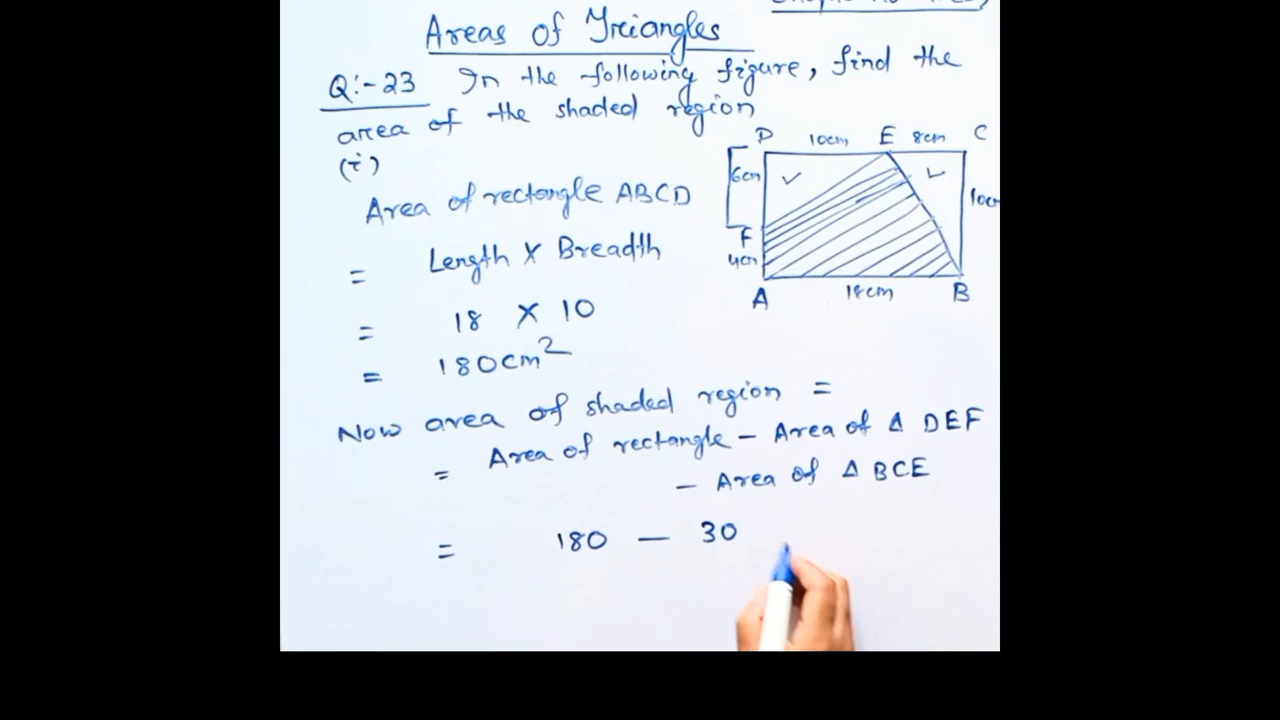 Areas of Triangles
Q:- 23 In the following figure, find the
area of the shaded region
(i)
D 10cm E 8cm C
6cm
10cm
F
4cm
A 18cm B
Area of rectangle ABCD
= Length X Breadth
= 18 X 10
= 180cm²
Now area of shaded region =
= Area of rectangle - Area of Δ DEF
- Area of Δ BCE
= 180 - 30